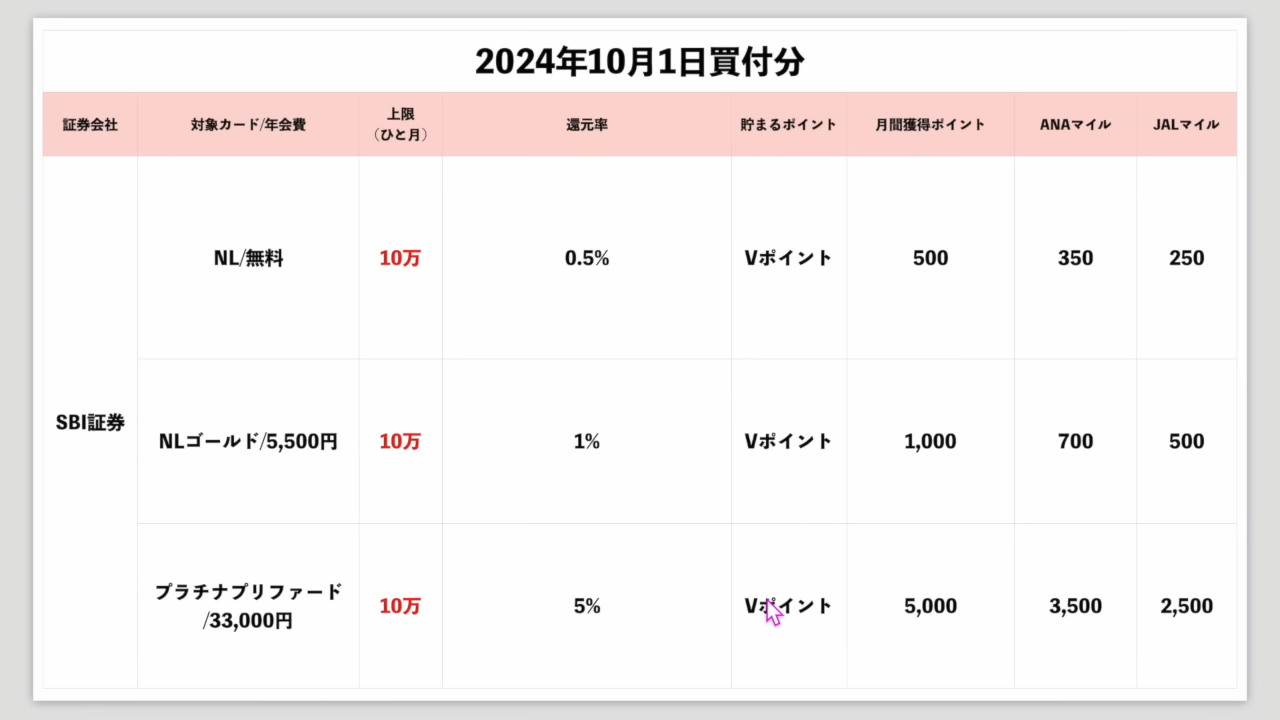 2024年10月1日買付分
証券会社
対象カード/年会費
上限
（ひと月）
還元率
貯まるポイント
月間獲得ポイント
ANAマイル
JALマイル
SBI証券
NL/無料
10万
0.5%
Vポイント
500
350
250
NLゴールド/5,500円
10万
1%
Vポイント
1,000
700
500
プラチナプリファード
/33,000円
10万
5%
Vポイント
5,000
3,500
2,500